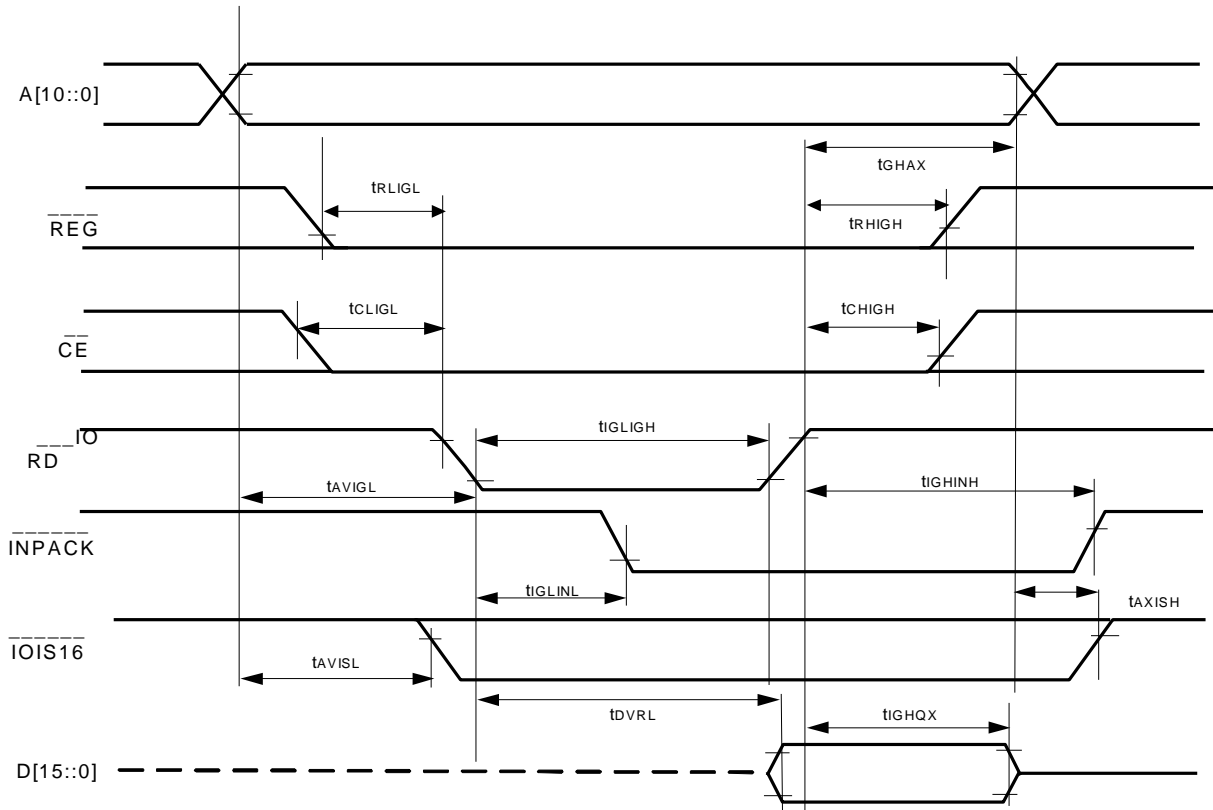 A[10::0]
tGHAX
tRLIGL
REG
tRHIGH
tCLIGL
tCHIGH
CE
IO
RD
tIGLIGH
tAVIGL
tIGHINH
INPACK
tIGLINL
tAXISH
IOIS16
tAVISL
tDVRL
tIGHQX
D[15::0]